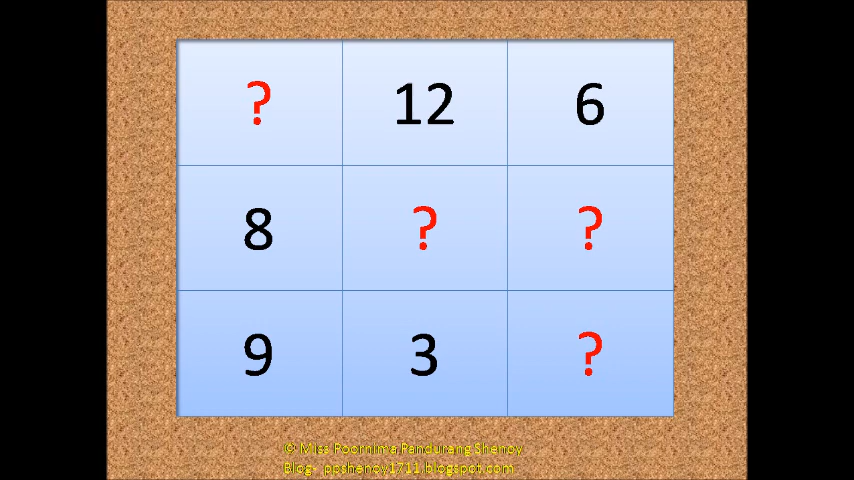 ? 12 6
8 ? ?
9 3 ?
© Miss Poornima Pandurang Shenoy
Blog- ppshenoy1711.blogspot.com